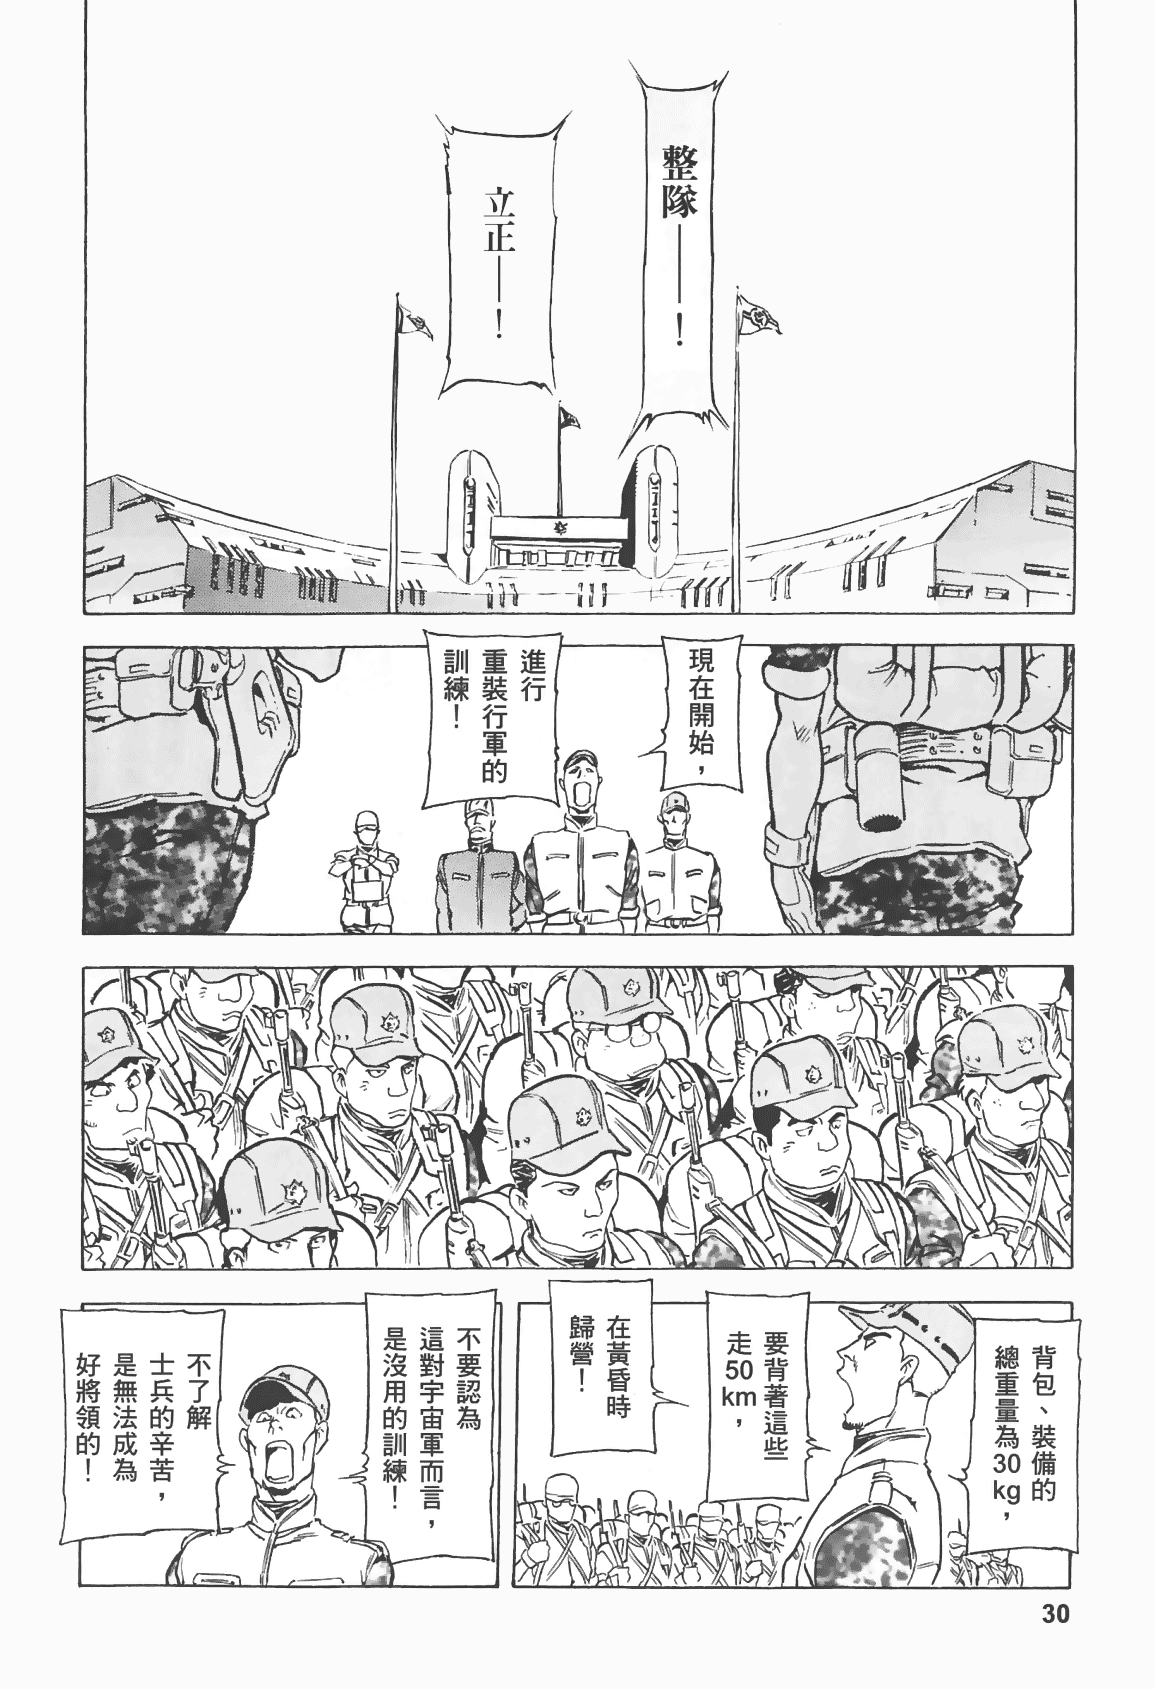 整隊——！
立正——！
現在開始，
進行
重裝行軍的
訓練！
背包、裝備的
總重量為30kg，
要背著這些
走50km，
在黃昏時
歸營！
不要認為
這對宇宙軍而言，
是沒用的訓練！
不了解
士兵的辛苦，
是無法成為
好將領的！
30